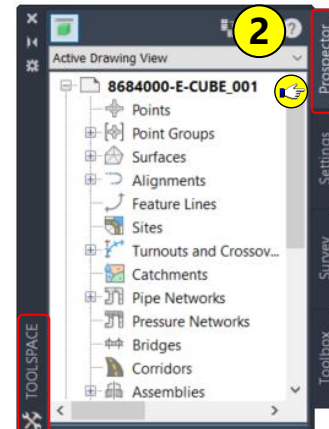 2
?
Active Drawing View
8684000-E-CUBE_001
Points
Point Groups
Surfaces
Alignments
Feature Lines
Sites
Turnouts and Crossov...
Catchments
Pipe Networks
Pressure Networks
Bridges
Corridors
Assemblies
TOOLSPACE
Prospector
Settings
Survey
Toolbox